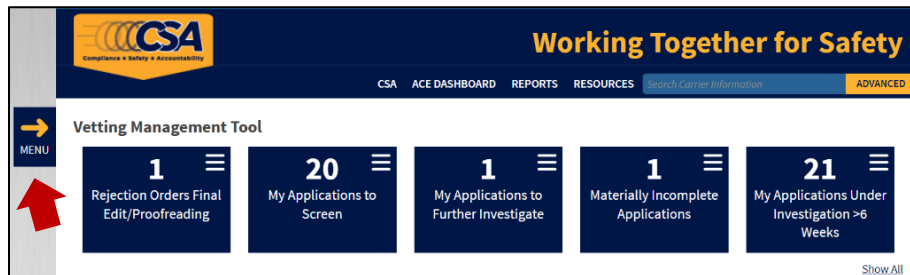 CSA
Compliance ★ Safety ★ Accountability
Working Together for Safety
CSA ACE DASHBOARD REPORTS RESOURCES Search Carrier Information ADVANCED
MENU
Vetting Management Tool
1
Rejection Orders Final
Edit/Proofreading
20
My Applications to
Screen
1
My Applications to
Further Investigate
1
Materially Incomplete
Applications
21
My Applications Under
Investigation >6
Weeks
Show All